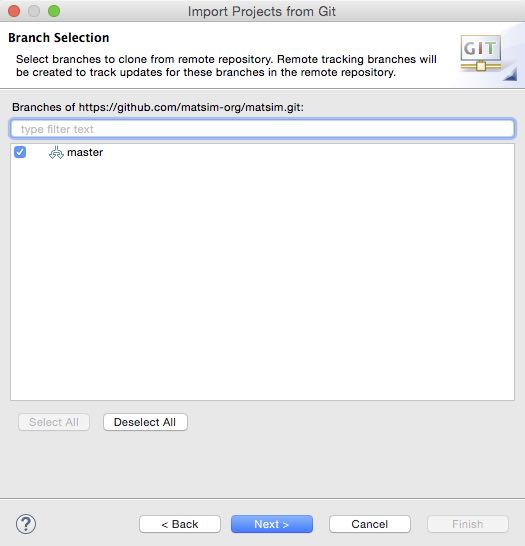 Import Projects from Git
Branch Selection
Select branches to clone from remote repository. Remote tracking branches will
be created to track updates for these branches in the remote repository.
GIT
Branches of https://github.com/matsim-org/matsim.git:
type filter text
master
Select All
Deselect All
?
< Back
Next >
Cancel
Finish